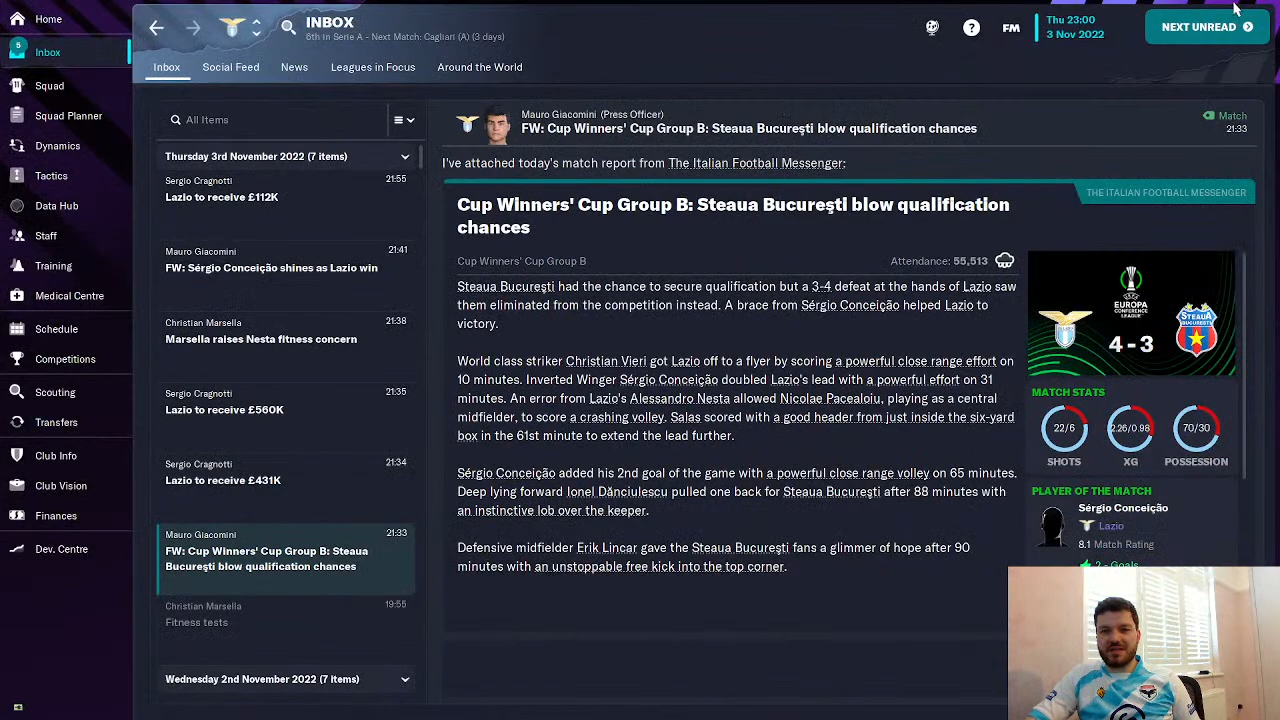 Home
INBOX
6th in Serie A - Next Match: Cagliari (A) (3 days)
FM
Thu 23:00
3 Nov 2022
NEXT UNREAD
5
Inbox
Inbox
Social Feed
News
Leagues in Focus
Around the World
Squad
Squad Planner
Dynamics
Tactics
Data Hub
Staff
Training
Medical Centre
Schedule
Competitions
Scouting
Transfers
Club Info
Club Vision
Finances
Dev. Centre
All Items
Thursday 3rd November 2022 (7 items)
Sergio Cragnotti 21:55
Lazio to receive £112K
Mauro Giacomini 21:41
FW: Sérgio Conceição shines as Lazio win
Christian Marsella 21:38
Marsella raises Nesta fitness concern
Sergio Cragnotti 21:35
Lazio to receive £560K
Sergio Cragnotti 21:34
Lazio to receive £431K
Mauro Giacomini 21:33
FW: Cup Winners' Cup Group B: Steaua
Bucureşti blow qualification chances
Christian Marsella 19:55
Fitness tests
Wednesday 2nd November 2022 (7 items)
Mauro Giacomini (Press Officer)
FW: Cup Winners' Cup Group B: Steaua Bucureşti blow qualification chances
Match
21:33
I've attached today's match report from The Italian Football Messenger:
THE ITALIAN FOOTBALL MESSENGER
Cup Winners' Cup Group B: Steaua Bucureşti blow qualification
chances
Cup Winners' Cup Group B
Attendance: 55,513
Steaua Bucureşti had the chance to secure qualification but a 3-4 defeat at the hands of Lazio saw
them eliminated from the competition instead. A brace from Sérgio Conceição helped Lazio to
victory.
World class striker Christian Vieri got Lazio off to a flyer by scoring a powerful close range effort on
10 minutes. Inverted Winger Sérgio Conceição doubled Lazio's lead with a powerful effort on 31
minutes. An error from Lazio's Alessandro Nesta allowed Nicolae Pacealoiu, playing as a central
midfielder, to score a crashing volley. Salas scored with a good header from just inside the six-yard
box in the 61st minute to extend the lead further.
Sérgio Conceição added his 2nd goal of the game with a powerful close range volley on 65 minutes.
Deep lying forward Ionel Dănciulescu pulled one back for Steaua Bucureşti after 88 minutes with
an instinctive lob over the keeper.
Defensive midfielder Erik Lincar gave the Steaua Bucureşti fans a glimmer of hope after 90
minutes with an unstoppable free kick into the top corner.
UEFA
EUROPA
CONFERENCE
LEAGUE
STEAUA
4 - 3
MATCH STATS
22/6
2.26/0.98
70/30
SHOTS
XG
POSSESSION
PLAYER OF THE MATCH
Sérgio Conceição
Lazio
8.1 Match Rating
2 - Goals